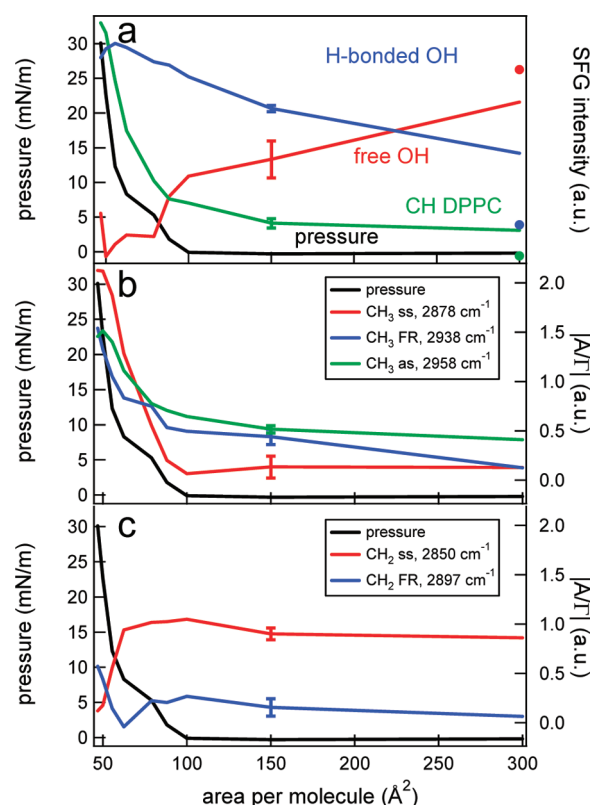 a
H-bonded OH
free OH
CH DPPC
pressure
30
25
20
15
10
5
0
pressure (mN/m)
SFG intensity (a.u.)
b
pressure
CH₃ ss, 2878 cm⁻¹
CH₃ FR, 2938 cm⁻¹
CH₃ as, 2958 cm⁻¹
30
25
20
15
10
5
0
pressure (mN/m)
2.0
1.5
1.0
0.5
0.0
|A/Γ| (a.u.)
c
pressure
CH₂ ss, 2850 cm⁻¹
CH₂ FR, 2897 cm⁻¹
30
25
20
15
10
5
0
pressure (mN/m)
2.0
1.5
1.0
0.5
0.0
|A/Γ| (a.u.)
50 100 150 200 250 300
area per molecule (Å²)